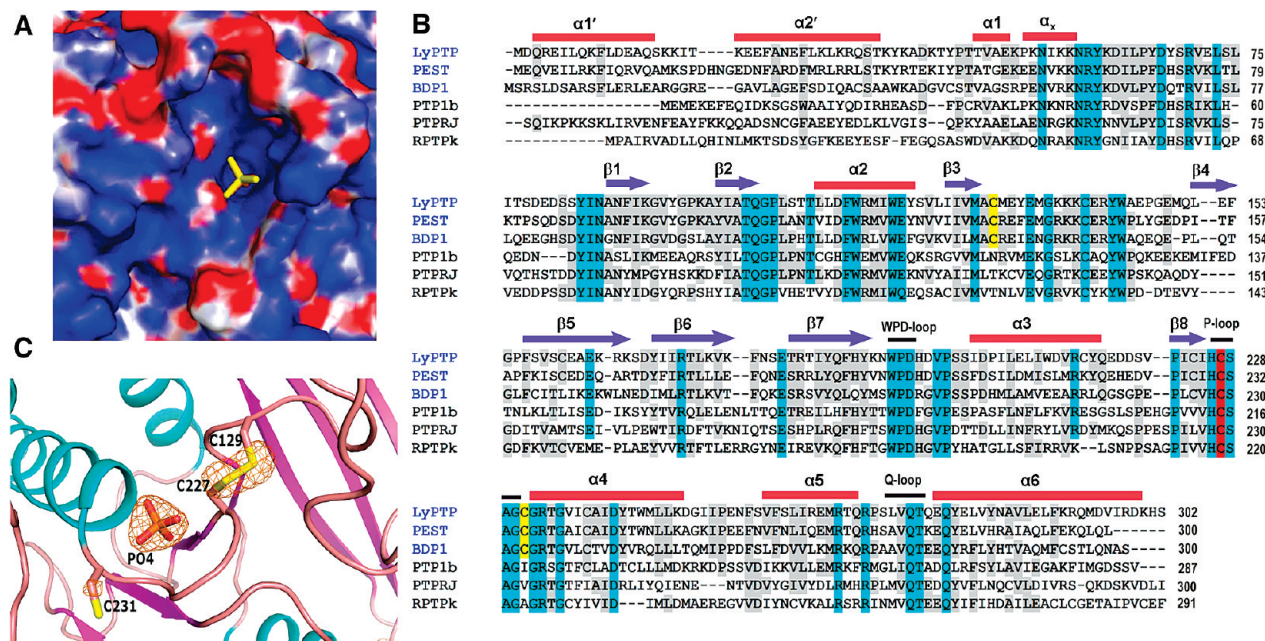 A
B
α1' α2' α1 αx
LyPTP -MDQREILQKFLDEAQSKKIT-----KEEFANEFLKLKRQSTKYKADKTYPTTVAEKPKNIKKNRYKDILPYDYSRVELSL 75
PEST -MEQVEILRKFIQRVQAMKSPDHNGEDNFARDFMRLRRLSTKYRTEKIYPTATGEKEENVKKNRYKDILPFDHSRVKLTL 79
BDP1 MSRSLDSARSFLERLEARGGRE---GAVLAGEFSDIQACSAAWKADGVCSTVAGSRPENVRKNRYKDVLPYDQTRVILSL 77
PTP1b ----------------MEMEKEFEQIDKSGSWAAIYQDIRHEASD-FPCRVAKLPKNKNRNRYRDVSPFDHSRIKLH- 60
PTPRJ --SQIKPKKSKLIRVENFEAYFKKQQADSNCGFAEEYEDLKLVGIS--QPKYAAELAENRGKNRYNNVLPYDISRVKLS- 75
RPTPk ----------MPAIRVADLLQHINLMKTSDSYGFKEEYESF-FEGQSASWDVAKKDQNRAKNRYGNIIAYDHSRVILQP 68
β1 β2 α2 β3 β4
LyPTP ITSDEDSSYINANFIKGVYGPKAYIATQGPLSTTLLDFWRMIWEYSVLIIVMACMEYEMGKKKCERYWAEPGEMQL--EF 153
PEST KTPSQDSDYINANFIKGVYGPKAYVATQGPLANTVIDFWRMVWEYNVVIIVMACREFEMGRKKCERYWPLYGEDPI--TF 157
BDP1 LQEEGHSDYINGNFIRGVDGSLAYIATQGPLPHTLLDFWRLVWEFGVKVILMACREIENGRKRCERYWAQEQEP-LQ--T 154
PTP1b QEDN---DYINASLIKMEEAQRSYILTQGPLPNTCGHFWEMVWEQKSRGVVMLNRVMEKGSLKCAQYWPQKEEKEMIFED 137
PTPRJ VQTHSTDDYINANYMPGYHSKKDFIATQGPLPNTLKDFWRMVWEKNVYAIIMLTKCVEQGRTKCEEYWPSKQAQDY---- 151
RPTPk VEDDPSSDYINANYIDGYQRPSHYIATQGPVHETVYDFWRMIWQEQSACIVMVTNLVEVGRVKCYKYWPD-DTEVY---- 143
β5 β6 β7 WPD-loop α3 β8 P-loop
LyPTP GPFSVSCEAEK-RKSDYIIRTLKVK--FNSETRTIYQFHYKNWPDHDVPSSIDPILELIWDVRCYQEDDSV--PICIHCS 228
PEST APFKISCEDEQ-ARTDYFIRTLLLE--FQNESRRLYQFHYVNWPDHDVPSSFDSILDMISLMRKYQEHEDV--PICIHCS 232
BDP1 GLFCITLIKEKWLNEDIMLRTLKVT--FQKESRSVYQLQYMSWPDRGVPSSPDHMLAMVEEARRLQGSGPE--PLCVHCS 230
PTP1b TNLKLTLISED-IKSYYTVRQLELENLTTQETREILHFHYTTWPDFGVPESPASFLNFLFKVRESGSLSPEHGPVVVHCS 216
PTPRJ GDITVAMTSEI-VLPEWTIRDFTVKNIQTSESHPLRQFHFTSWPDHGVPDTTDLLINFRYLVRDYMKQSPPESPILVHCS 230
RPTPk GDFKVTCVEME-PLAEYVVRTFTLERRGYNEIREVKQFHFTGWPDHGVPYHATGLLSFIRRVK-LSNPPSAGPIVVHCS 220
α4 α5 Q-loop α6
LyPTP AGCGRTGVICAIDYTWMLLKDGIIPENFSVFSLIREMRTQRPSLVQTQEQYELVYNAVLELFKRQMDVIRDKHS 302
PEST AGCGRTGAICAIDYTWNLLKAGKIPEEFNVFNLIQEMRTQRHSAVQTKEQYELVHRAIAQLFEKQLQL------ 300
BDP1 AGCGRTGVLCTVDYVRQLLLTQMIPPDFSLFDVVLKMRKQRPAAVQTEEQYRFLYHTVAQMFCSTLQNAS---- 300
PTP1b AGIGRSGTFCLADTCLLLMDKRKDPSSVDIKKVLLEMRKFRMGLIQTADQLRFSYLAVIEGAKFIMGDSSV--- 287
PTPRJ AGVGRTGTFIAIDRLIYQIENE--NTVDVYGIVYDLRMHRPLMVQTEDQYVFLNQCVLDIVRS-QKDSKVDLI 300
RPTPk AGAGRTGCYIVID---IMLDMAEREGVVDIYNCVKALRSRRINMVQTEEQYIFIHDAILEACLCGETAIPVCEF 291
C
C129
C227
PO4
C231